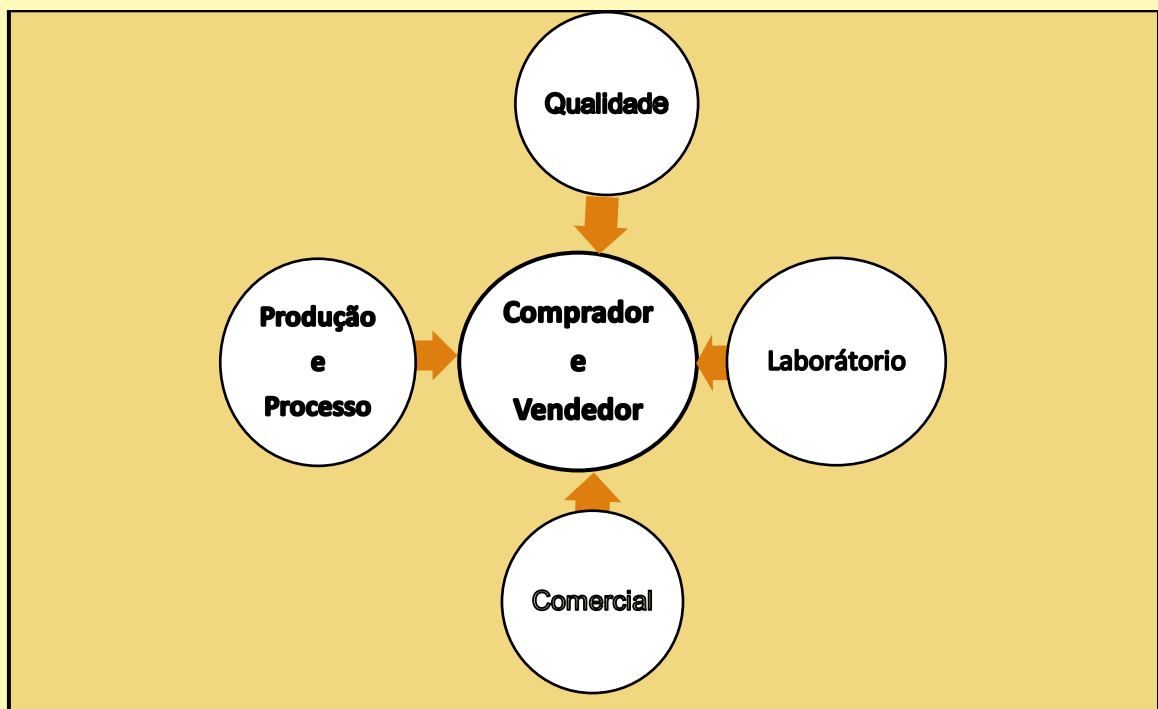 Qualidade
Produção
e
Processo
Comprador
e
Vendedor
Laborátorio
Comercial